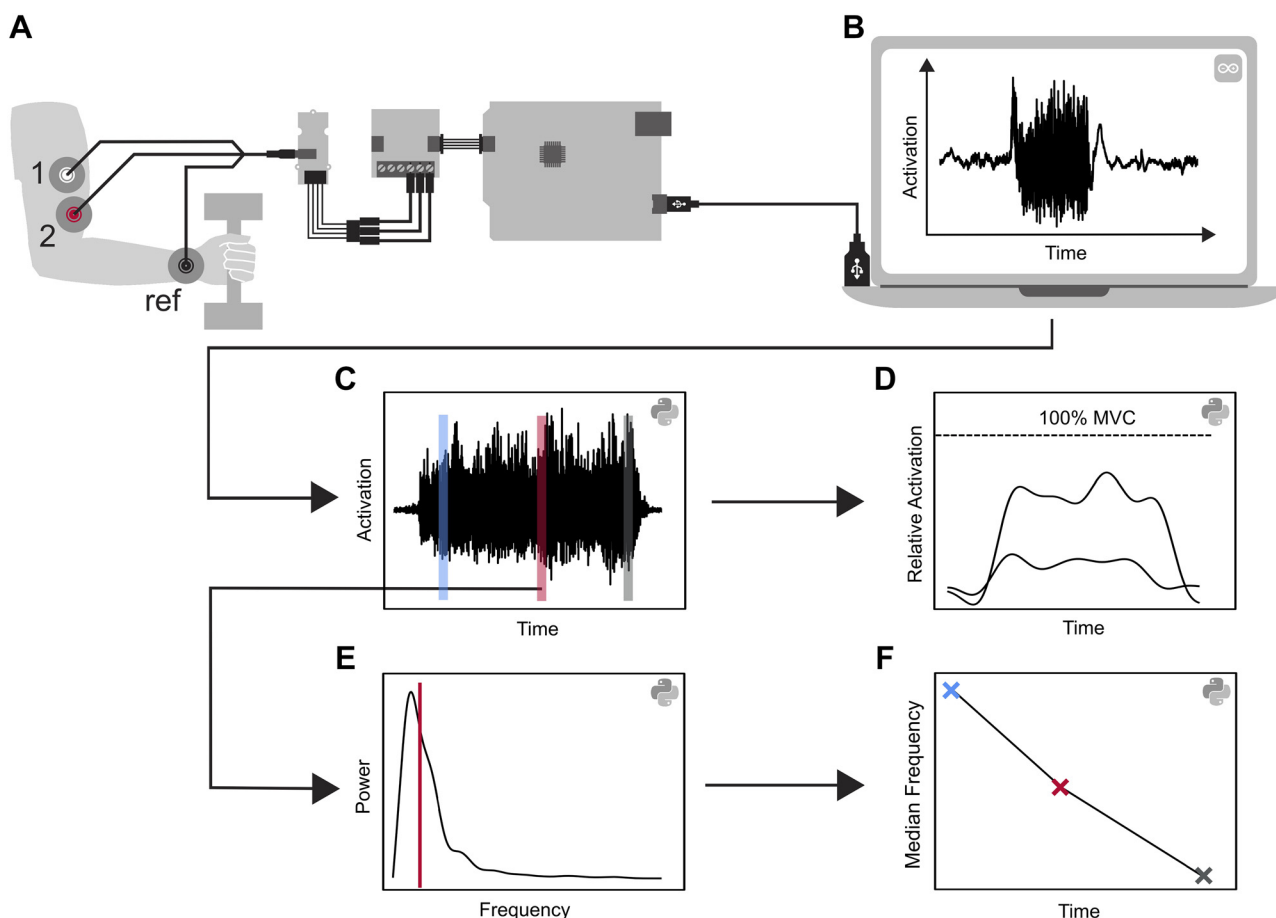 A
1
2
ref
B
Activation
Time
C
Activation
Time
D
100% MVC
Relative Activation
Time
E
Power
Frequency
F
Median Frequency
Time